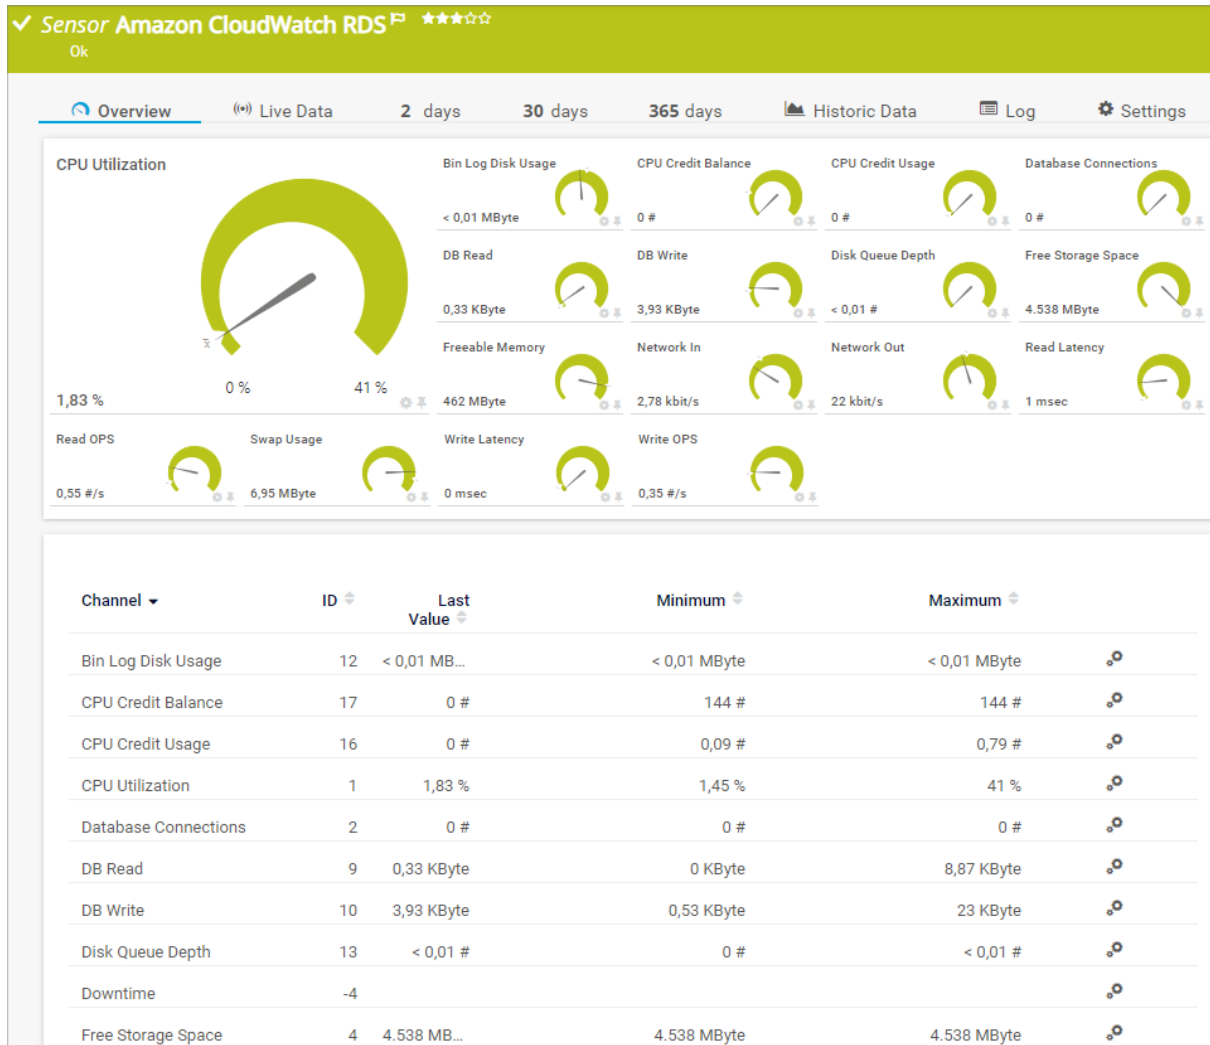 Sensor Amazon CloudWatch RDS
Ok
Overview Live Data 2 days 30 days 365 days Historic Data Log Settings
CPU Utilization
1,83 %
0 %
41 %
Bin Log Disk Usage
< 0,01 MByte
CPU Credit Balance
0 #
CPU Credit Usage
0 #
Database Connections
0 #
DB Read
0,33 KByte
DB Write
3,93 KByte
Disk Queue Depth
< 0,01 #
Free Storage Space
4.538 MByte
Freeable Memory
462 MByte
Network In
2,78 kbit/s
Network Out
22 kbit/s
Read Latency
1 msec
Read OPS
0,55 #/s
Swap Usage
6,95 MByte
Write Latency
0 msec
Write OPS
0,35 #/s
Channel ID Last Value Minimum Maximum
Bin Log Disk Usage 12 < 0,01 MB... < 0,01 MByte < 0,01 MByte
CPU Credit Balance 17 0 # 144 # 144 #
CPU Credit Usage 16 0 # 0,09 # 0,79 #
CPU Utilization 1 1,83 % 1,45 % 41 %
Database Connections 2 0 # 0 # 0 #
DB Read 9 0,33 KByte 0 KByte 8,87 KByte
DB Write 10 3,93 KByte 0,53 KByte 23 KByte
Disk Queue Depth 13 < 0,01 # 0 # < 0,01 #
Downtime -4
Free Storage Space 4 4.538 MB... 4.538 MByte 4.538 MByte